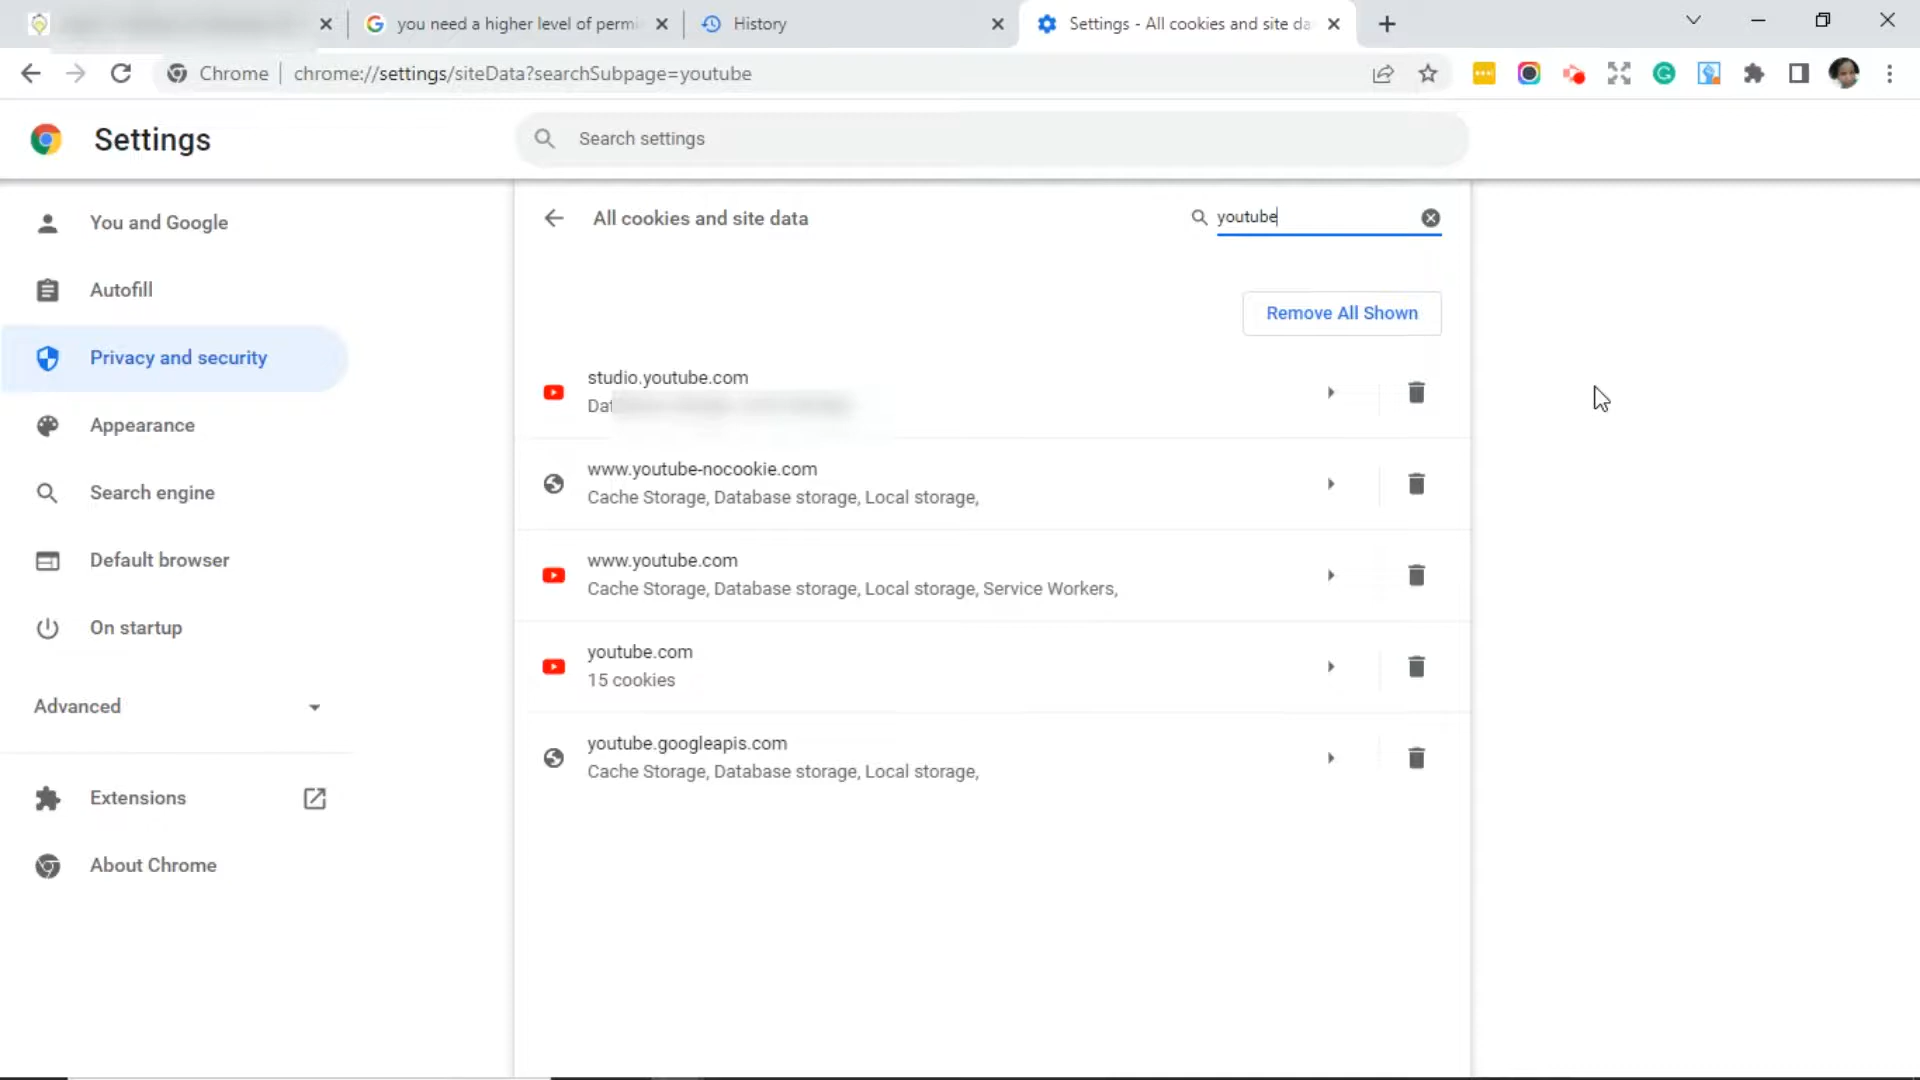 you need a higher level of permi
History
Settings - All cookies and site da
Chrome
chrome://settings/siteData?searchSubpage=youtube
Settings
Search settings
You and Google
Autofill
Privacy and security
Appearance
Search engine
Default browser
On startup
Advanced
Extensions
About Chrome
All cookies and site data
youtube
Remove All Shown
studio.youtube.com
Dat
www.youtube-nocookie.com
Cache Storage, Database storage, Local storage,
www.youtube.com
Cache Storage, Database storage, Local storage, Service Workers,
youtube.com
15 cookies
youtube.googleapis.com
Cache Storage, Database storage, Local storage,